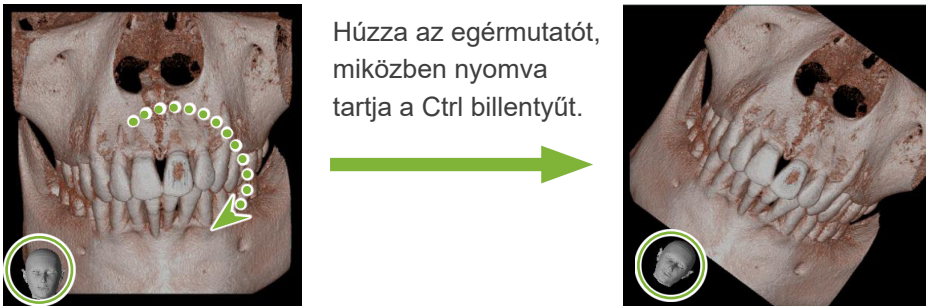 Húzza az egérmutatót,
miközben nyomva
tartja a Ctrl billentyűt.